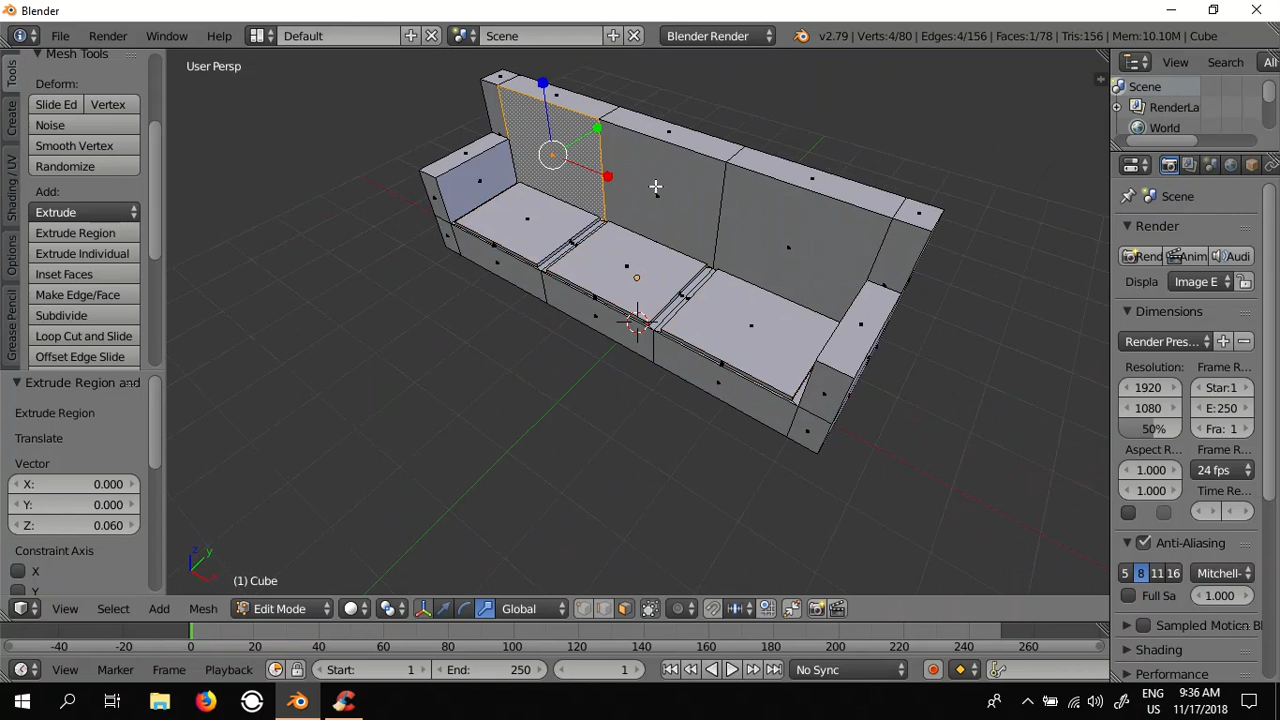 Blender
File Render Window Help Default Scene Blender Render v2.79 | Verts:4/80 | Edges:4/156 | Faces:1/78 | Tris:156 | Mem:10.10M | Cube
Mesh Tools
Deform:
Slide Ed Vertex
Noise
Smooth Vertex
Randomize
Add:
Extrude
Extrude Region
Extrude Individual
Inset Faces
Make Edge/Face
Subdivide
Loop Cut and Slide
Offset Edge Slide
Tools
Create
Shading / UV
Options
Grease Pencil
Extrude Region and
Extrude Region
Translate
Vector
X: 0.000
Y: 0.000
Z: 0.060
Constraint Axis
X
Y
User Persp
z y x
(1) Cube
View Select Add Mesh Edit Mode Global
View Search All
Scene
RenderLa
World
Scene
Render
Rend Anim Audi
Displa Image E
Dimensions
Render Pres...
Resolution: Frame R
1920 Star:1
1080 E:250
50% Fra: 1
Aspect R Frame R
1.000 24 fps
1.000 Time Re...
Anti-Aliasing
5 8 11 16 Mitchell-
Full Sa 1.000
Sampled Motion Bl
Shading
Performance
-40 -20 0 20 40 60 80 100 120 140 160 180 200 220 240 260
View Marker Frame Playback Start: 1 End: 250 1 No Sync
ENG
US
9:36 AM
11/17/2018